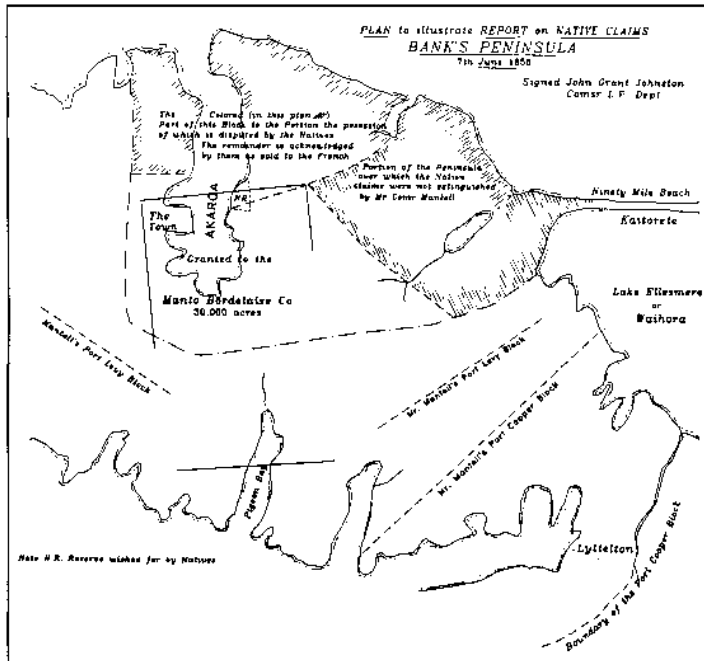 PLAN to illustrate REPORT on NATIVE CLAIMS
BANK'S PENINSULA
7th June 1856
Signed John Grant Johnston
Comsr L P Dept
The Colored (in this plan
Part of this Block to the Portion the possession
of which is disputed by the Natives
The remainder is acknowledged
by them as sold to the French
Portion of the Peninsula
over which the Native
Claims were not extinguished
by Mr Comr Mantell
Ninety Mile Beach
Kaitorete
Lake Ellesmere
or
Waihora
AKAROA
N R
The
Town
Granted to the
Manto Bordelaise Co
30,000 acres
Mantell's Port Levy Block
Mr. Mantell's Port Levy Block
Mr. Mantell's Port Cooper Block
Pigeon Bay
Lyttelton
Boundary of the Port Cooper Block
Note N.R. Reserve wished for by Natives